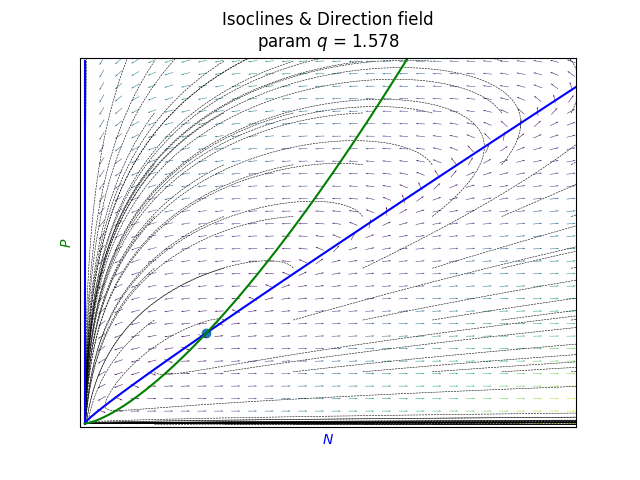 Isoclines & Direction field
param q = 1.578
P
N